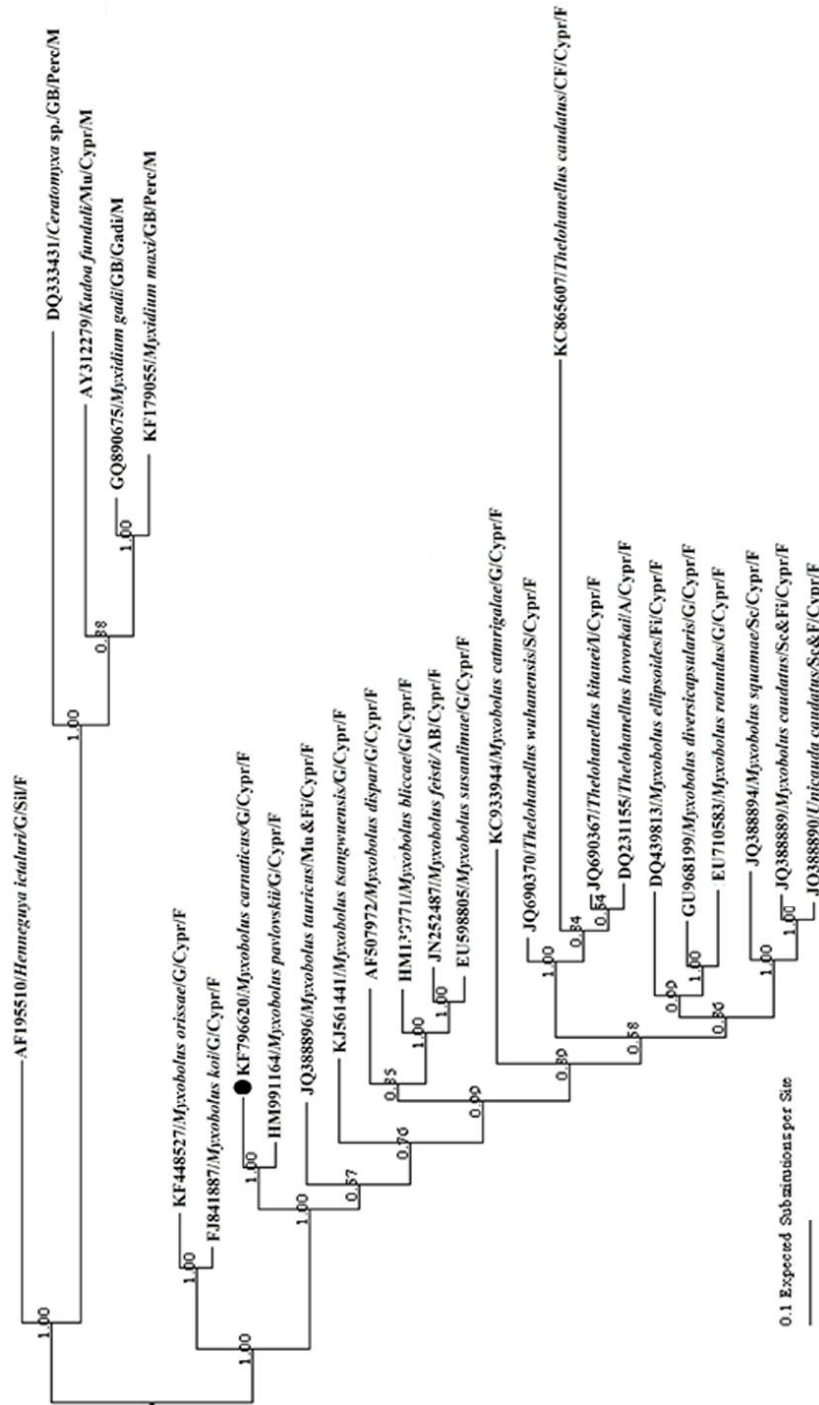 AF195510/Henneguya ictaluri/G/Sil/F
DQ333431/Ceratomyxa sp./GB/Perc/M
AY312279/Kudoa funduli/Mu/Cypr/M
GQ890675/Myxidium gadi/GB/Gadi/M
KF179055/Myxidium maxi/GB/Perc/M
KF448527/Myxobolus orissae/G/Cypr/F
FJ841887/Myxobolus koi/G/Cypr/F
KF796620/Myxobolus carnaticus/G/Cypr/F
HM991164/Myxobolus pavlovskii/G/Cypr/F
JQ388896/Myxobolus tauricus/Mu &Fi/Cypr/F
KJ561441/Myxobolus tsangwuensis/G/Cypr/F
AF507972/Myxobolus dispar/G/Cypr/F
Myxobolus bliccae/G/Cypr/F
JN252487/Myxobolus feisti/ AB/Cypr/F
EU598805/Myxobolus susanlimae/G/Cypr/F
KC933944/Myxobolus catmrigalae/G/Cypr/F
JQ690370/Thelohanellus wuhanensis/S/Cypr/F
KC865607/Thelohanellus caudatus/CF/Cypr/F
JQ690367/Thelohanellus kitauei/I/Cypr/F
DQ231155/Thelohanellus hovorkai/A/Cypr/F
DQ439813/Myxobolus ellipsoides/Fi/Cypr/F
GU968199/Myxobolus diversicapsularis/G/Cypr/F
EU710583/Myxobolus rotundus/G/Cypr/F
JQ388894/Myxobolus squamae/Sc/Cypr/F
JQ388889/Myxobolus caudatus/Sc&Fi/Cypr/F
JQ388890/Unicauda caudatus/Sc&F/Cypr/F
1.00
1.00
0.88
1.00
1.00
1.00
1.00
1.00
0.57
0.76
0.99
0.85
1.00
1.00
0.58
1.00
0.84
0.54
0.99
1.00
1.00
1.00
0.1 Expected Substitutions per Site